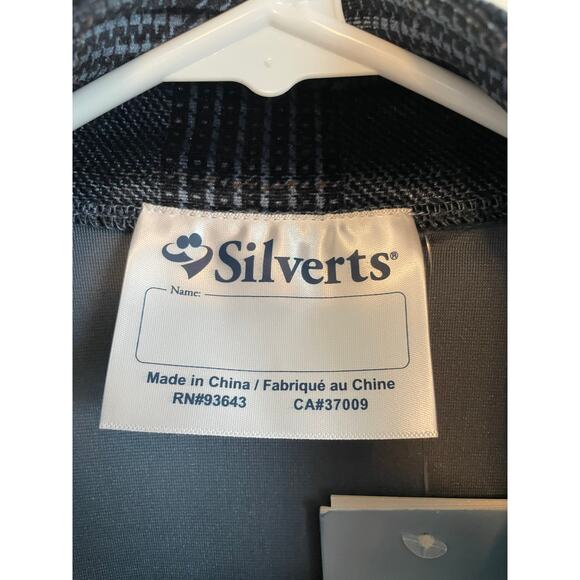 Silverts®
Name:
Made in China / Fabriqué au Chine
RN#93643 CA#37009